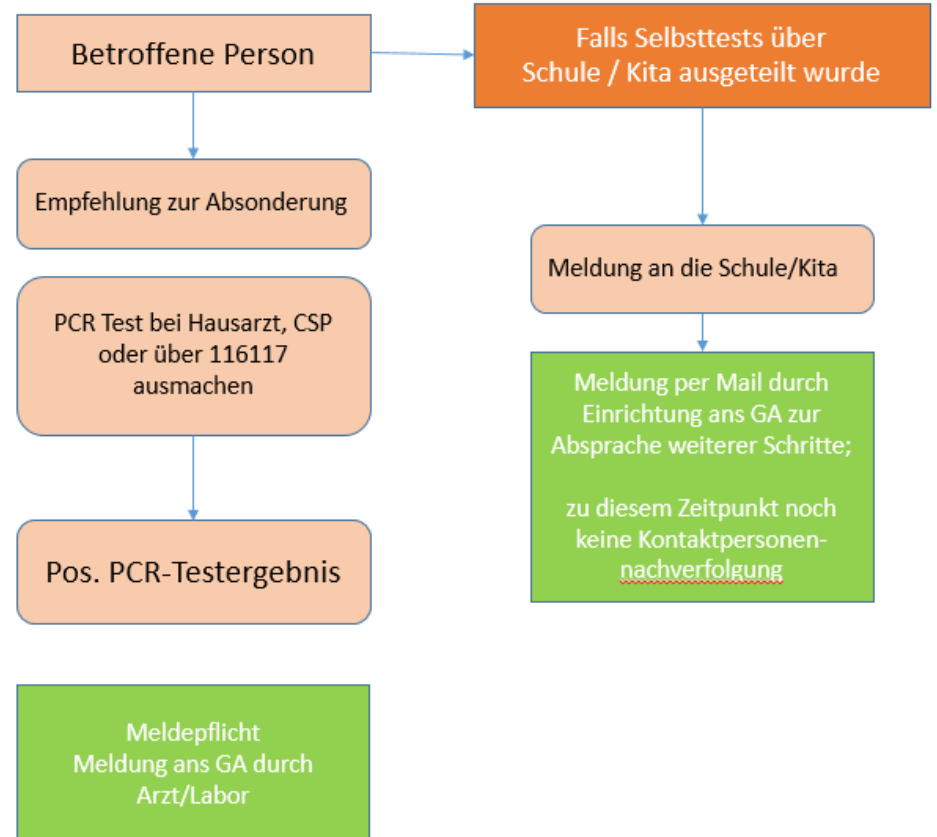 Betroffene Person
Falls Selbsttests über
Schule / Kita ausgeteilt wurde
Empfehlung zur Absonderung
Meldung an die Schule/Kita
PCR Test bei Hausarzt, CSP
oder über 116117
ausmachen
Meldung per Mail durch
Einrichtung ans GA zur
Absprache weiterer Schritte;
zu diesem Zeitpunkt noch
keine Kontaktpersonen-
nachverfolgung
Pos. PCR-Testergebnis
Meldepflicht
Meldung ans GA durch
Arzt/Labor